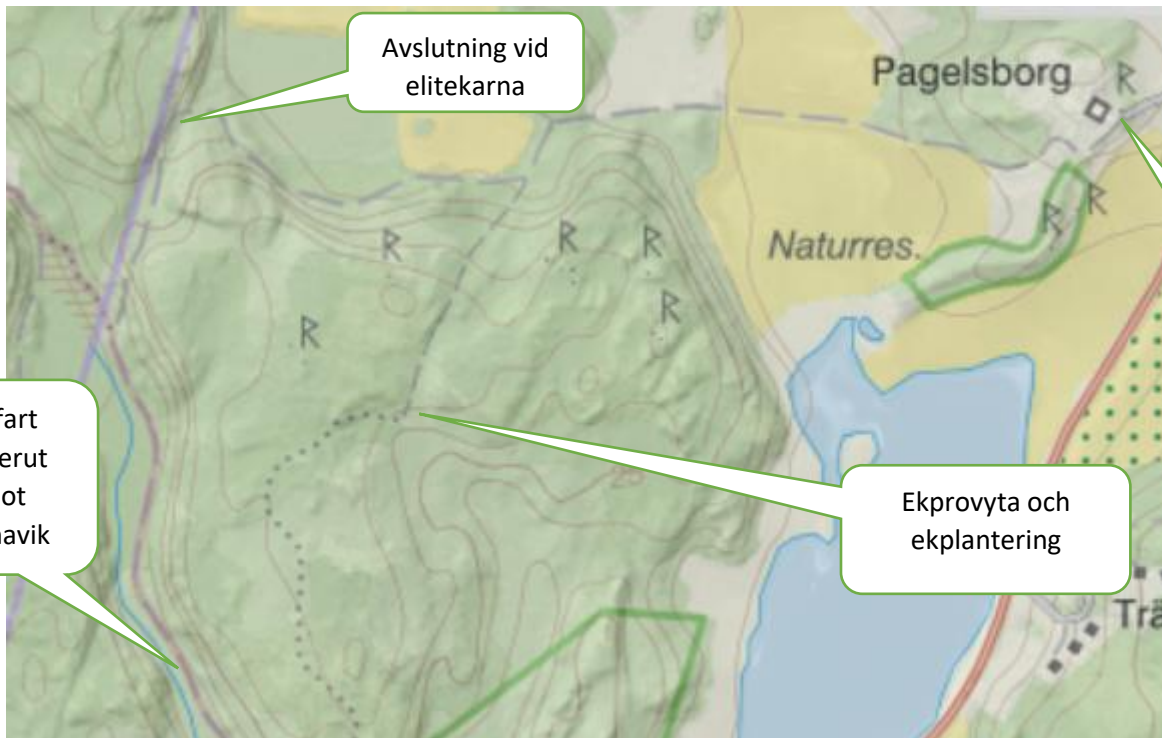 Avslutning vid
elitekarna
Pagelsborg
Naturres.
fart
erut
ot
avik
Ekprovyta och
ekplantering
Trä